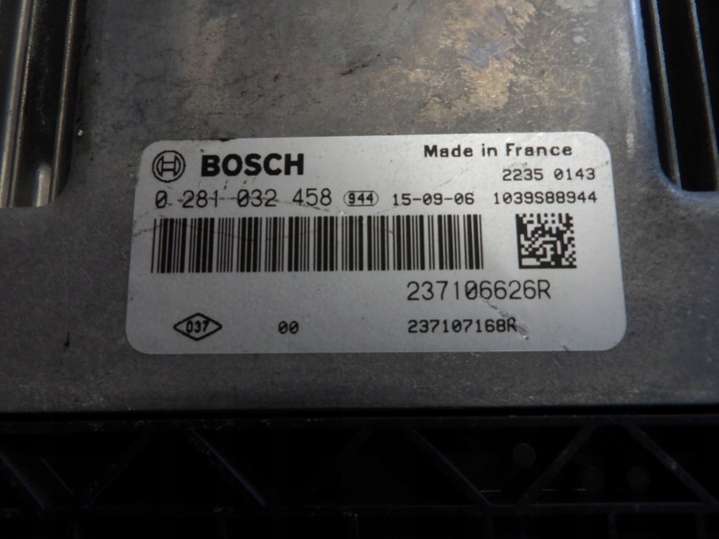 BOSCH Made in France
2235 0143
0 281 032 458 944 15-09-06 1039S88944
237106626R
037 00 237107168R